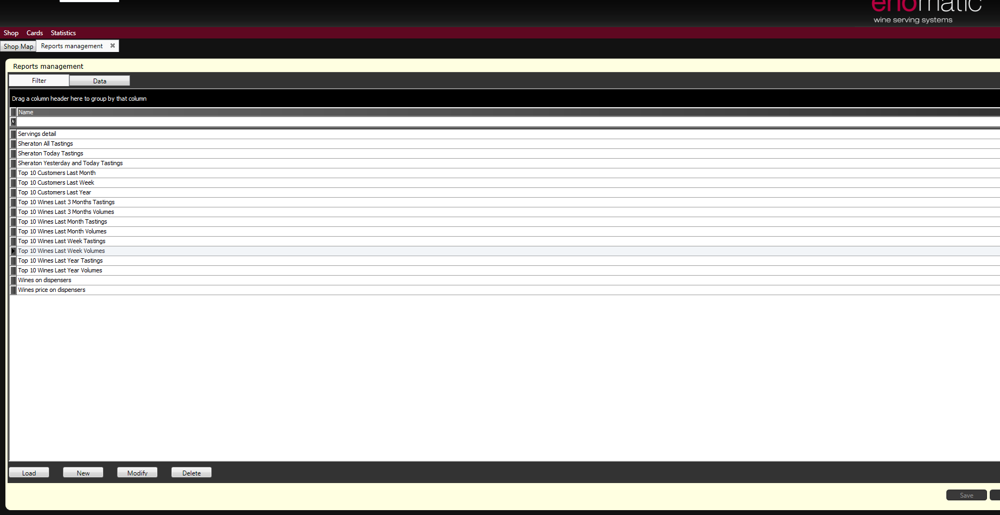 enomatic
wine serving systems
Shop Cards Statistics
Shop Map Reports management
Reports management
Filter Data
Drag a column header here to group by that column
Name
Servings detail
Sheraton All Tastings
Sheraton Today Tastings
Sheraton Yesterday and Today Tastings
Top 10 Customers Last Month
Top 10 Customers Last Week
Top 10 Customers Last Year
Top 10 Wines Last 3 Months Tastings
Top 10 Wines Last 3 Months Volumes
Top 10 Wines Last Month Tastings
Top 10 Wines Last Month Volumes
Top 10 Wines Last Week Tastings
Top 10 Wines Last Week Volumes
Top 10 Wines Last Year Tastings
Top 10 Wines Last Year Volumes
Wines on dispensers
Wines price on dispensers
Load New Modify Delete
Save